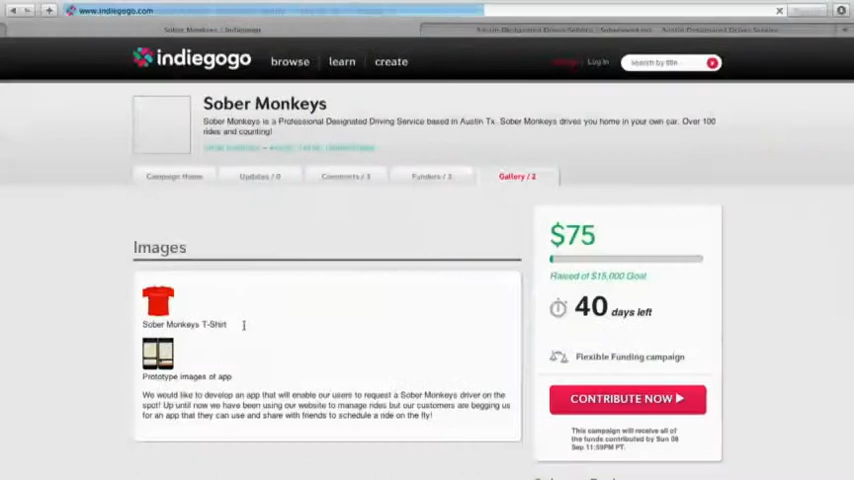 www.indiegogo.com
Sober Monkeys / Indiegogo
indiegogo
browse
learn
create
Log In
search by title
Sober Monkeys
Sober Monkeys is a Professional Designated Driving Service based in Austin Tx. Sober Monkeys drives you home in your own car. Over 100
rides and counting!
Campaign Home
Updates / 0
Comments / 3
Funders / 3
Gallery / 2
Images
Sober Monkeys T-Shirt
Prototype images of app
We would like to develop an app that will enable our users to request a Sober Monkeys driver on the
spot! Up until now we have been using our website to manage rides but our customers are begging us
for an app that they can use and share with friends to schedule a ride on the fly!
$75
Raised of $15,000 Goal
40 days left
Flexible Funding campaign
CONTRIBUTE NOW
This campaign will receive all of
the funds contributed by Sun 08
Sep 11:59PM PT.